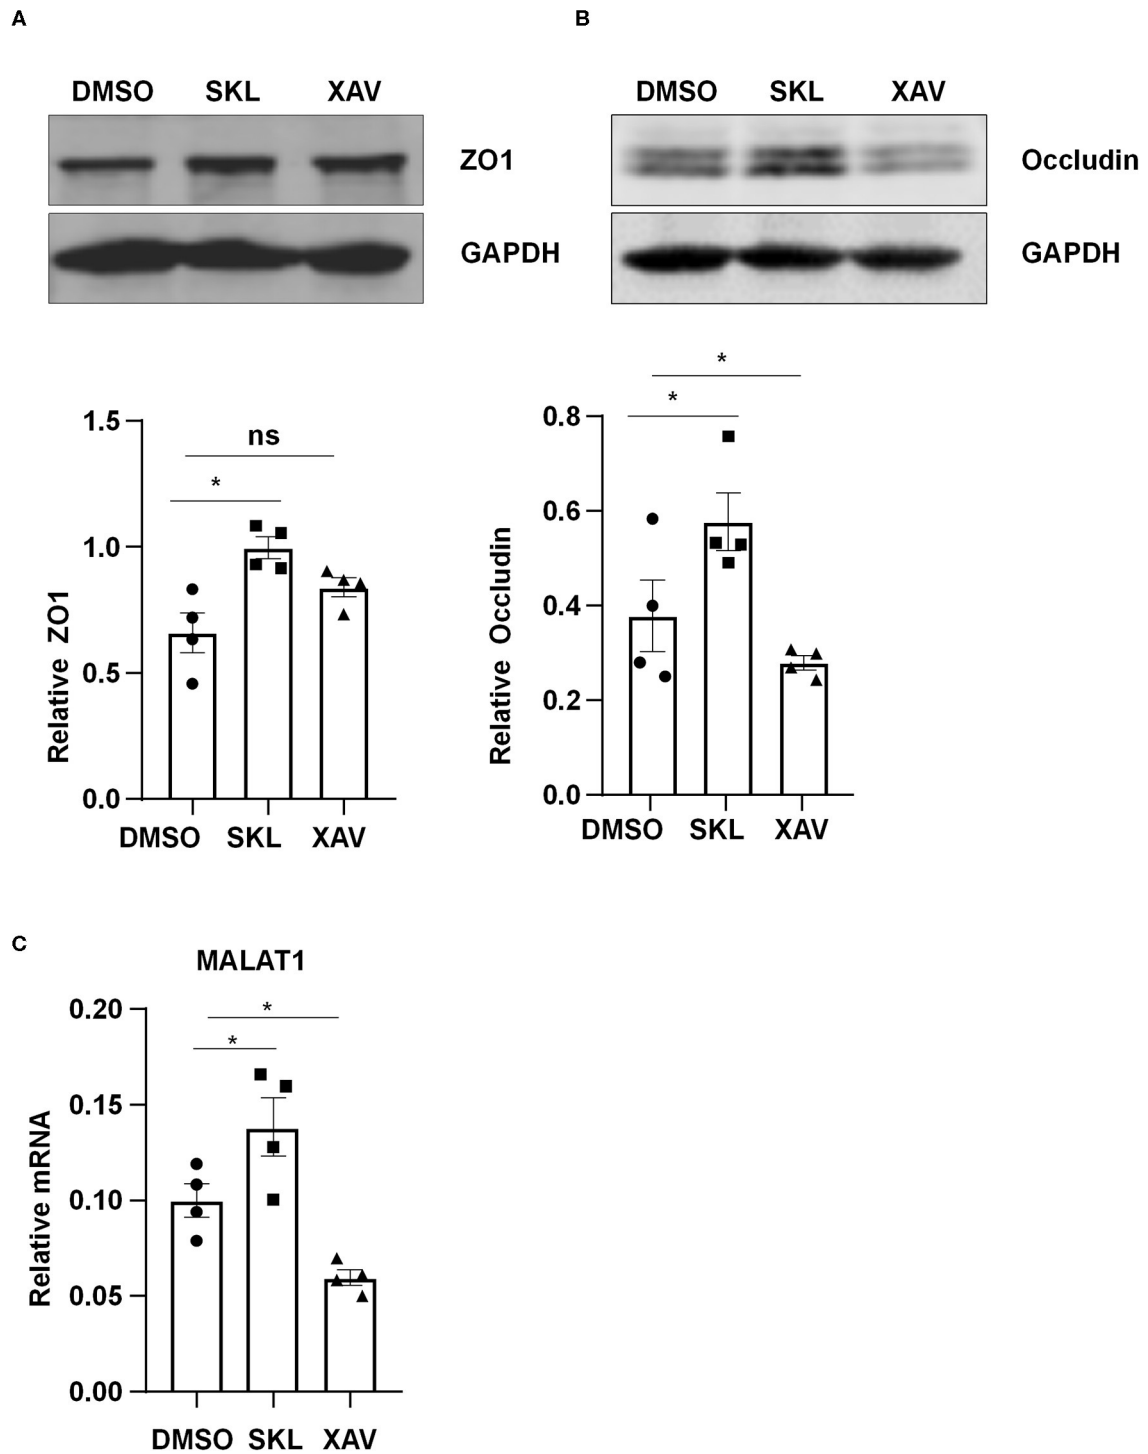 A
DMSO SKL XAV
ZO1
GAPDH
1.5
1.0
0.5
0.0
Relative ZO1
ns
*
DMSO SKL XAV
B
DMSO SKL XAV
Occludin
GAPDH
*
*
0.8
0.6
0.4
0.2
0.0
Relative Occludin
DMSO SKL XAV
C
MALAT1
0.20
0.15
0.10
0.05
0.00
Relative mRNA
*
*
DMSO SKL XAV